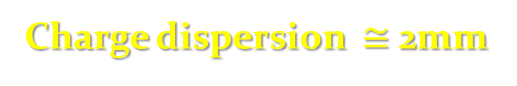 Charge dispersion ≅ 2mm